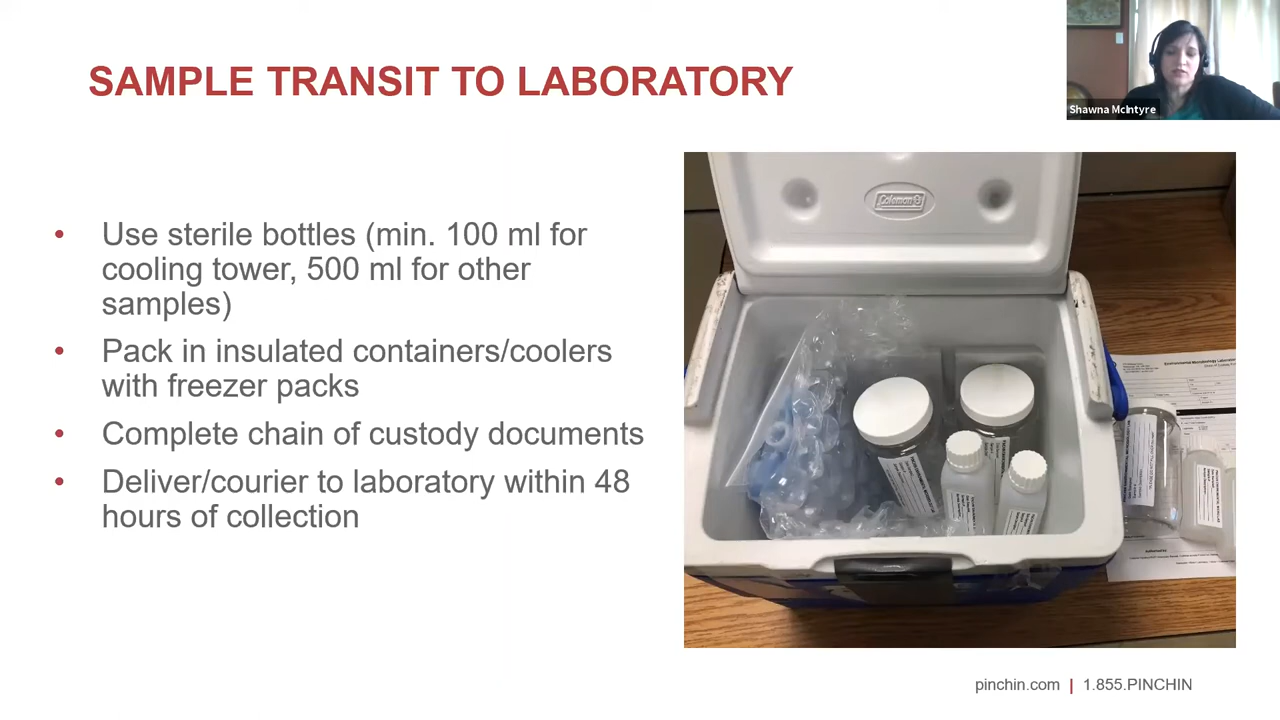 SAMPLE TRANSIT TO LABORATORY
Shawna McIntyre
• Use sterile bottles (min. 100 ml for
cooling tower, 500 ml for other
samples)
• Pack in insulated containers/coolers
with freezer packs
• Complete chain of custody documents
• Deliver/courier to laboratory within 48
hours of collection
Coleman
pinchin.com | 1.855.PINCHIN